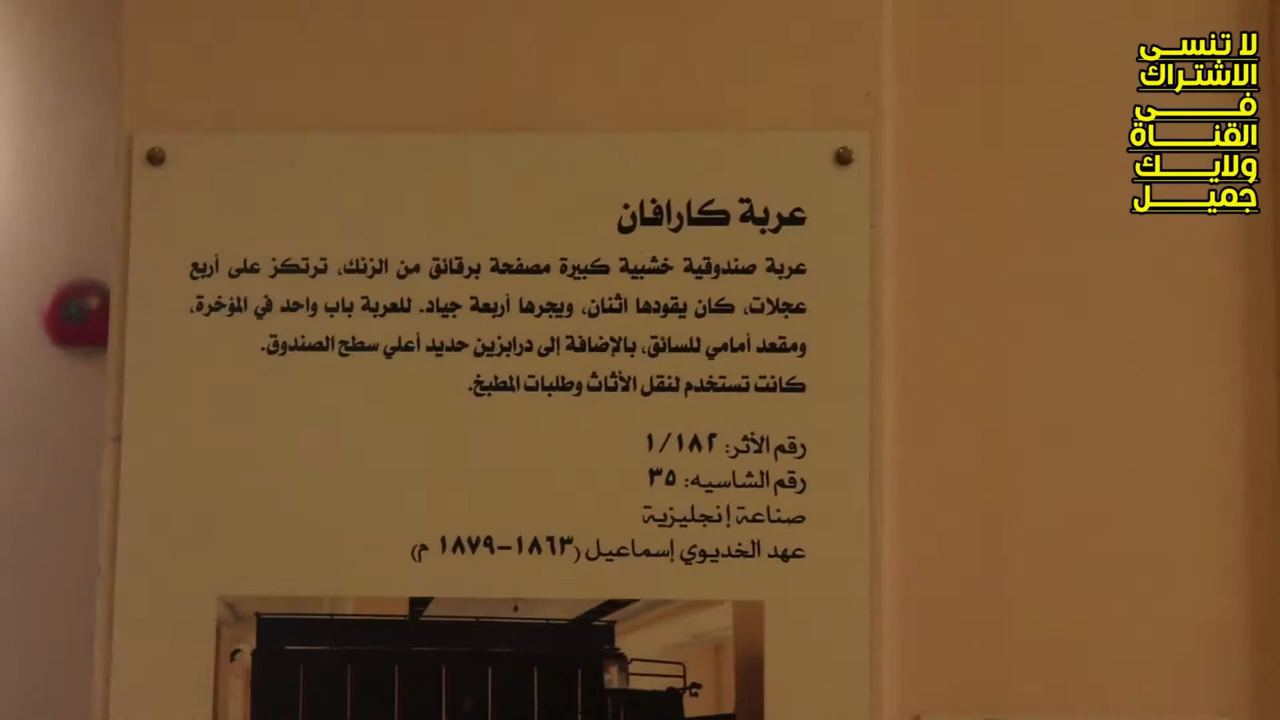 لا تنسى
الاشتراك
في
القناة
ولايك
جميل
عربة كارافان
عربة صندوقية خشبية كبيرة مصفحة برقائق من الزنك، ترتكز على أربع
عجلات، كان يقودها اثنان، ويجرها أربعة جياد. للعربة باب واحد في المؤخرة،
ومقعد أمامي للسائق، بالإضافة إلى درابزين حديد أعلي سطح الصندوق.
كانت تستخدم لنقل الأثاث وطلبات المطبخ.
رقم الأثر: ١/١٨٢
رقم الشاسيه: ٣٥
صناعة إنجليزية
عهد الخديوي إسماعيل (١٨٦٣-١٨٧٩ م)